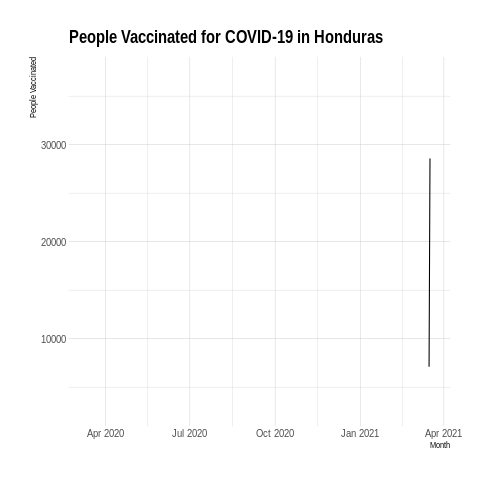 People Vaccinated for COVID-19 in Honduras
People Vaccinated
30000
20000
10000
Apr 2020 Jul 2020 Oct 2020 Jan 2021 Apr 2021
Month